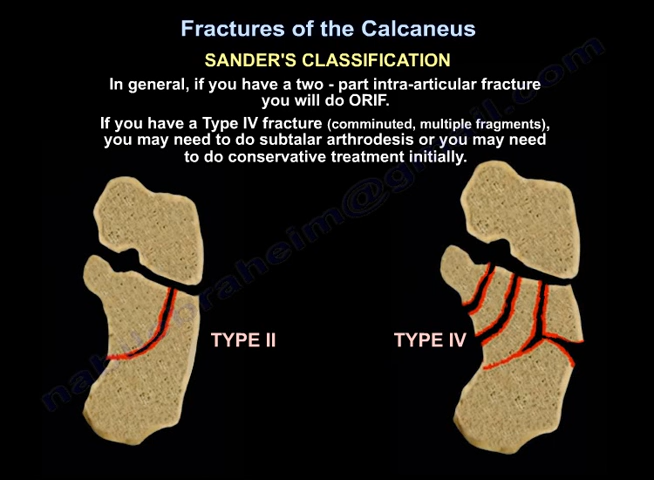 Fractures of the Calcaneus
SANDER'S CLASSIFICATION
In general, if you have a two - part intra-articular fracture
you will do ORIF.
If you have a Type IV fracture (comminuted, multiple fragments),
you may need to do subtalar arthrodesis or you may need
to do conservative treatment initially.
TYPE II
TYPE IV